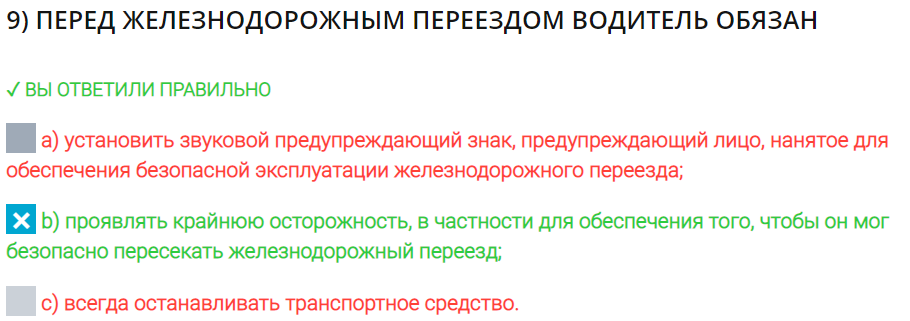 9) ПЕРЕД ЖЕЛЕЗНОДОРОЖНЫМ ПЕРЕЕЗДОМ ВОДИТЕЛЬ ОБЯЗАН
✓ ВЫ ОТВЕТИЛИ ПРАВИЛЬНО
a) установить звуковой предупреждающий знак, предупреждающий лицо, нанятое для
обеспечения безопасной эксплуатации железнодорожного переезда;
b) проявлять крайнюю осторожность, в частности для обеспечения того, чтобы он мог
безопасно пересекать железнодорожный переезд;
c) всегда останавливать транспортное средство.